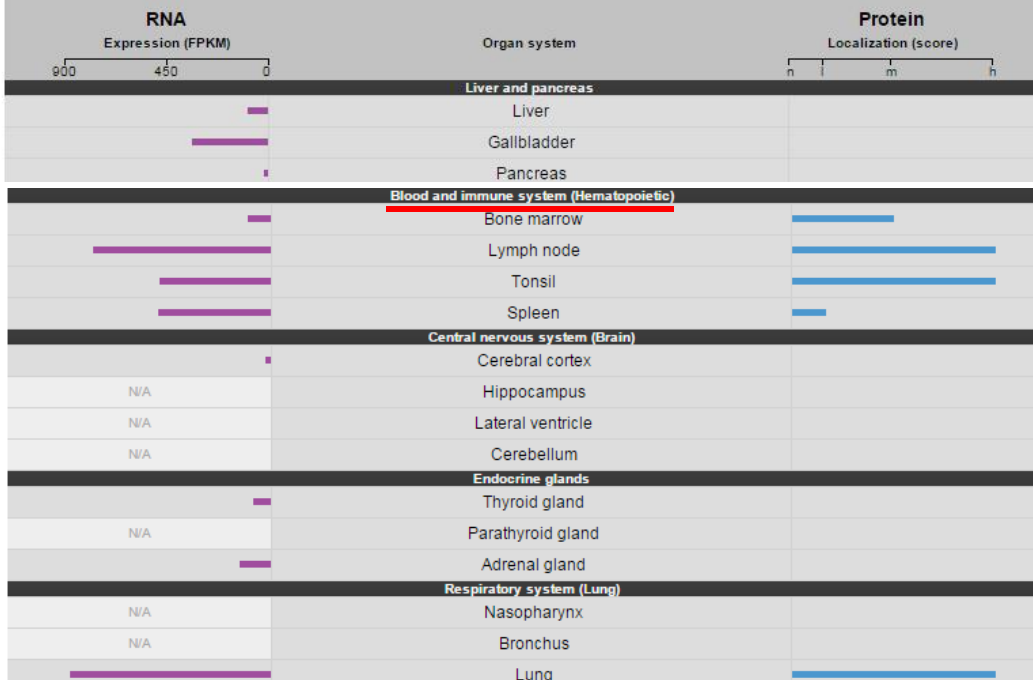 RNA Protein
Expression (FPKM) Organ system Localization (score)
900 450 0 n l m h
Liver and pancreas
Liver
Gallbladder
Pancreas
Blood and immune system (Hematopoietic)
Bone marrow
Lymph node
Tonsil
Spleen
Central nervous system (Brain)
Cerebral cortex
N/A Hippocampus
N/A Lateral ventricle
N/A Cerebellum
Endocrine glands
Thyroid gland
N/A Parathyroid gland
Adrenal gland
Respiratory system (Lung)
N/A Nasopharynx
N/A Bronchus
Lung